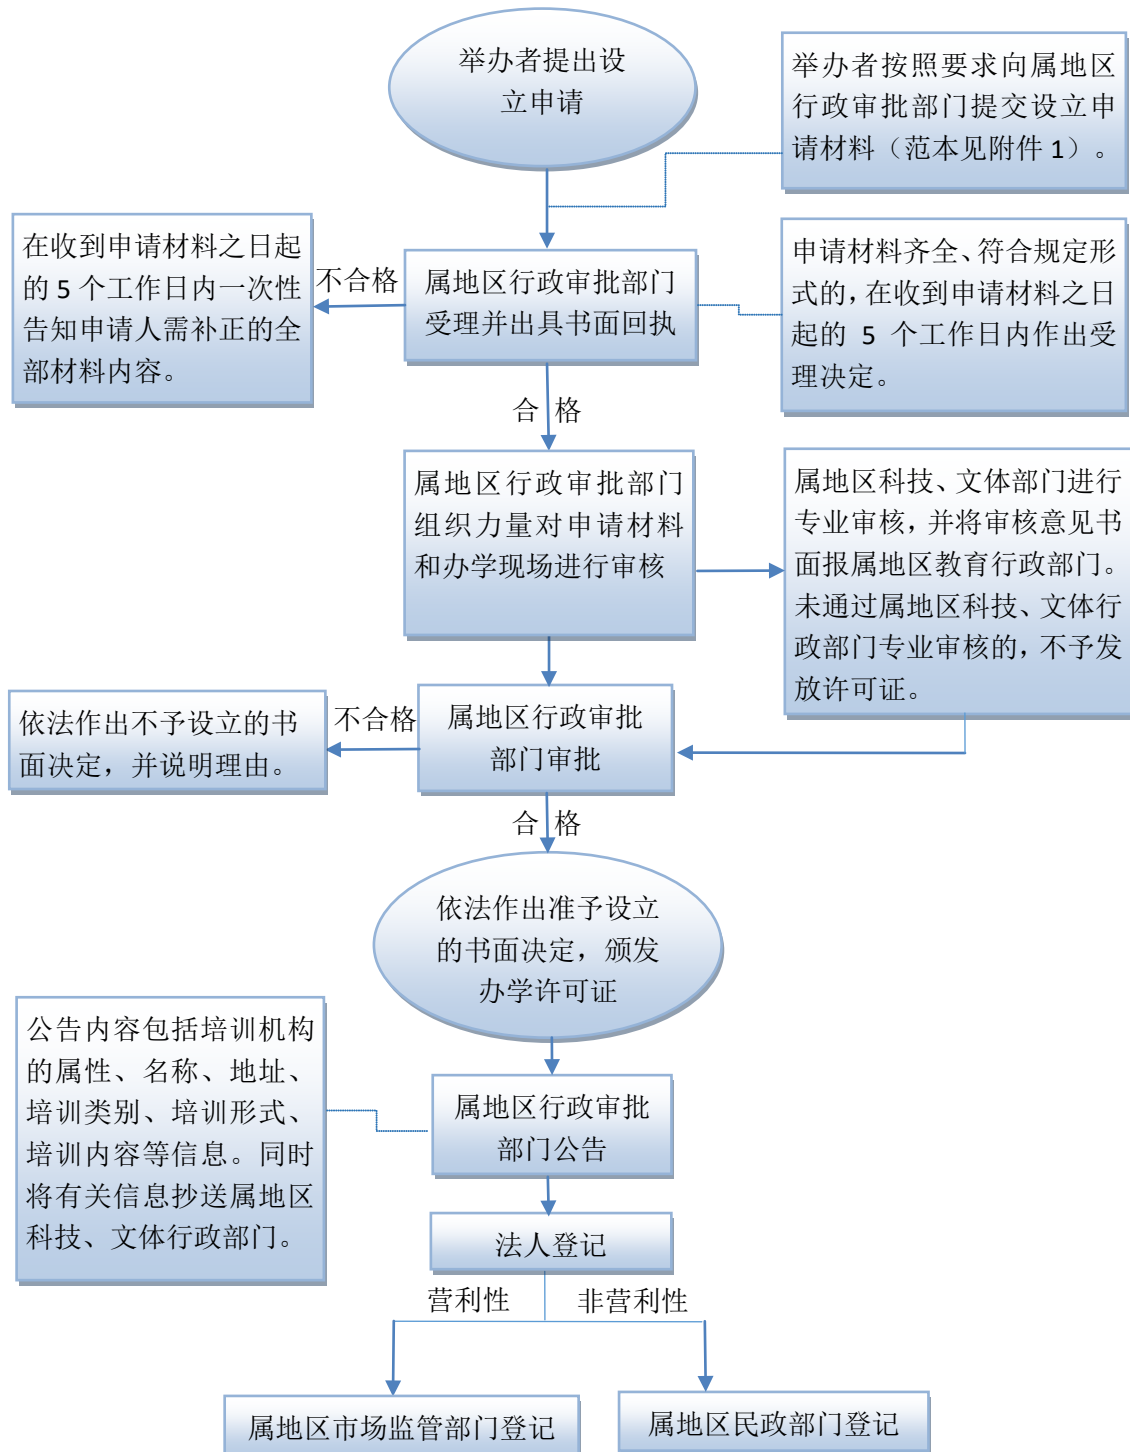 举办者提出设
立申请
举办者按照要求向属地区
行政审批部门提交设立申
请材料（范本见附件 1）。
在收到申请材料之日起
的 5 个工作日内一次性
告知申请人需补正的全
部材料内容。
不合格
属地区行政审批部门
受理并出具书面回执
申请材料齐全、符合规定形
式的，在收到申请材料之日
起的 5 个工作日内作出受
理决定。
合 格
属地区行政审批部门
组织力量对申请材料
和办学现场进行审核
属地区科技、文体部门进行
专业审核，并将审核意见书
面报属地区教育行政部门。
未通过属地区科技、文体行
政部门专业审核的，不予发
放许可证。
依法作出不予设立的书
面决定，并说明理由。
不合格
属地区行政审批
部门审批
合 格
依法作出准予设立
的书面决定，颁发
办学许可证
公告内容包括培训机构
的属性、名称、地址、
培训类别、培训形式、
培训内容等信息。同时
将有关信息抄送属地区
科技、文体行政部门。
属地区行政审批
部门公告
法人登记
营利性
非营利性
属地区市场监管部门登记
属地区民政部门登记